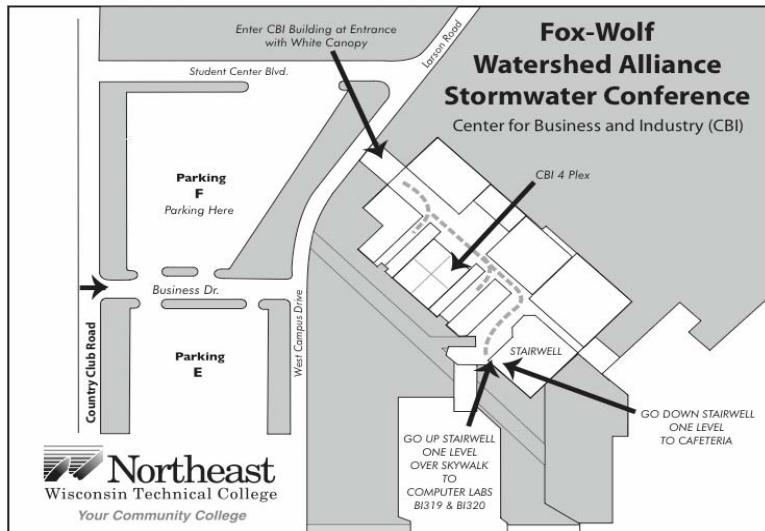 Fox-Wolf
Watershed Alliance
Stormwater Conference
Center for Business and Industry (CBI)
Enter CBI Building at Entrance
with White Canopy
Larson Road
Student Center Blvd.
CBI 4 Plex
Parking
F
Parking Here
Business Dr.
West Campus Drive
Country Club Road
Parking
E
STAIRWELL
GO DOWN STAIRWELL
ONE LEVEL
TO CAFETERIA
GO UP STAIRWELL
ONE LEVEL
OVER SKYWALK
TO
COMPUTER LABS
BI319 & BI320
Northeast
Wisconsin Technical College
Your Community College